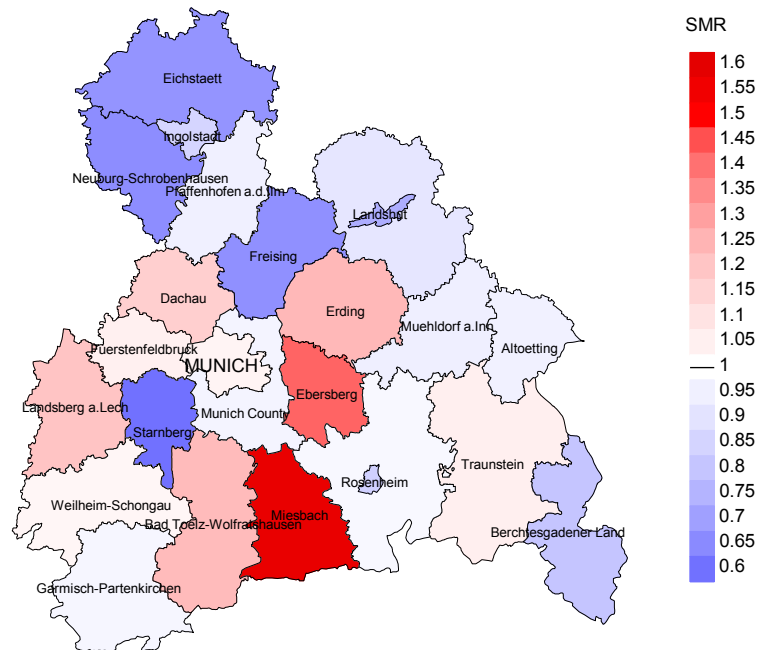 SMR
1.6
1.55
1.5
1.45
1.4
1.35
1.3
1.25
1.2
1.15
1.1
1.05
1
0.95
0.9
0.85
0.8
0.75
0.7
0.65
0.6
Eichstaett
Ingolstadt
Neuburg-Schrobenhausen
Pfaffenhofen a.d.Ilm
Landshut
Freising
Dachau
Erding
Muehldorf a.Inn
Altoetting
Fuerstenfeldbruck
MUNICH
Ebersberg
Landsberg a.Lech
Munich County
Starnberg
Traunstein
Rosenheim
Weilheim-Schongau
Miesbach
Bad Toelz-Wolfratshausen
Berchtesgadener Land
Garmisch-Partenkirchen